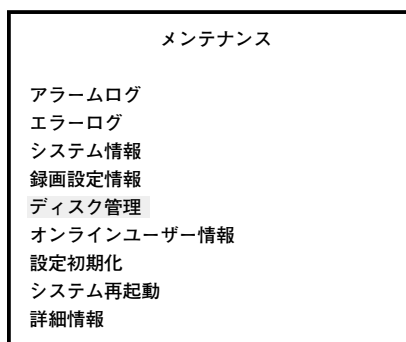 メンテナンス
アラームログ
エラーログ
システム情報
録画設定情報
ディスク管理
オンラインユーザー情報
設定初期化
システム再起動
詳細情報